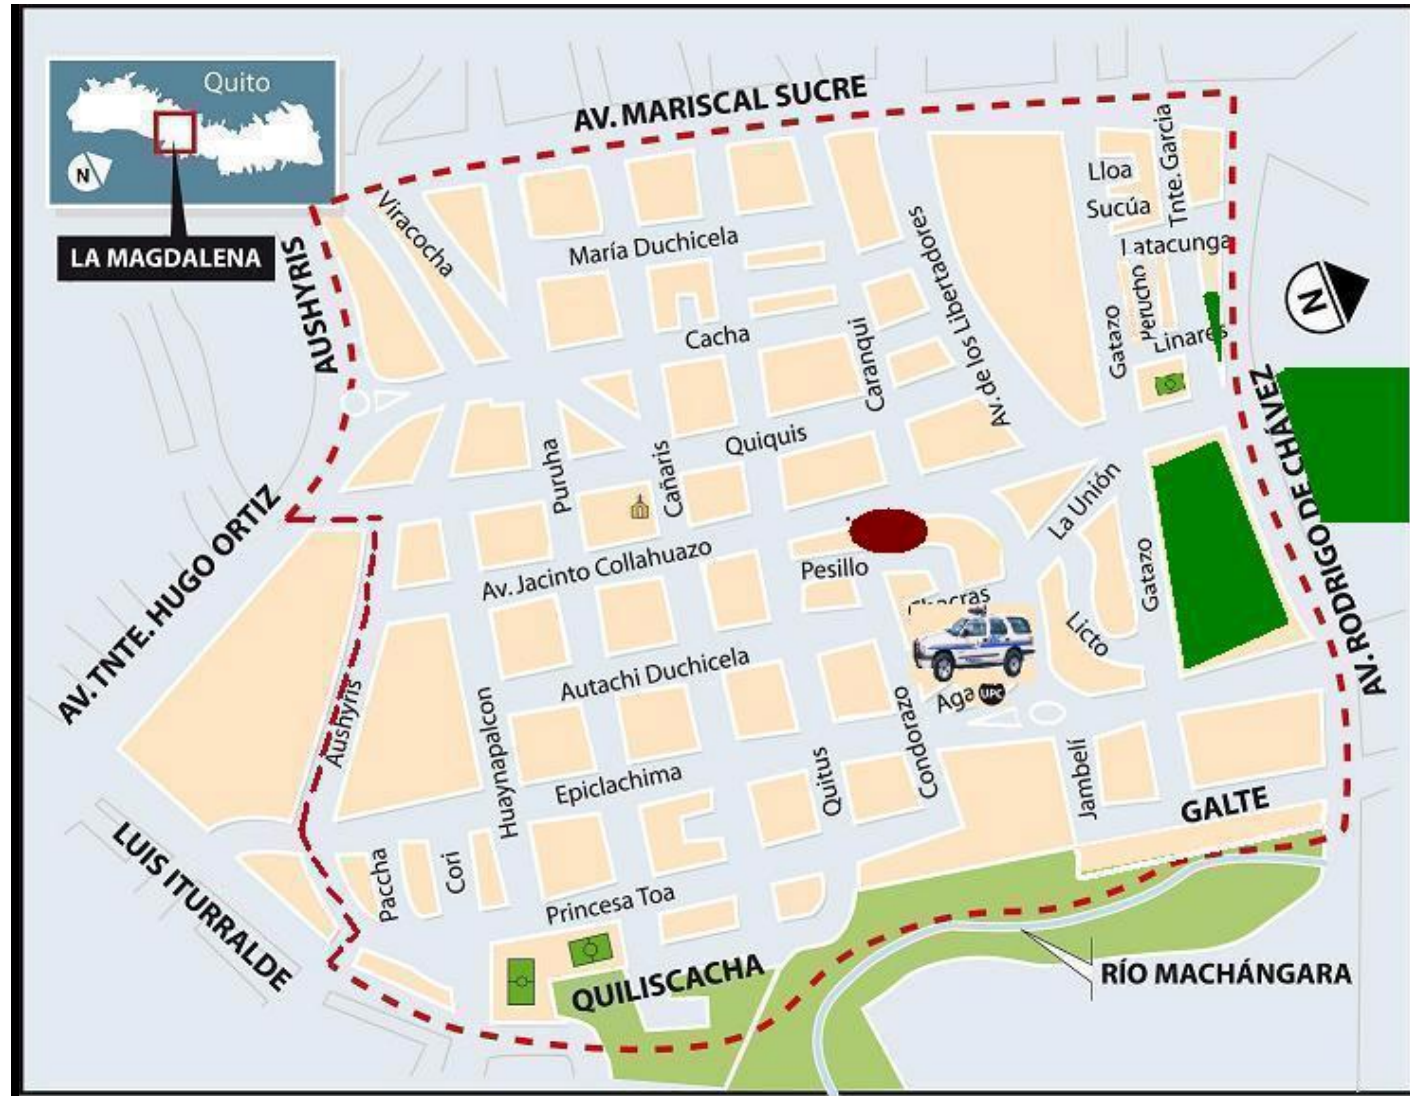 Quito
N
LA MAGDALENA
AV. MARISCAL SUCRE
AUSHYRIS
Viracocha
María Duchicela
Cacha
Caranqui
Av. de los Libertadores
Lloa
Sucúa
Tnte. García
Latacunga
Perucho
Gatazo
Linares
N
AV. RODRIGO DE CHÁVEZ
AV. TNTE. HUGO ORTIZ
Puruha
Cañaris
Quiquis
Av. Jacinto Collahuazo
Pesillo
La Unión
Gatazo
Licto
Aushyris
Huaynapalcon
Autachi Duchicela
Epiclachima
Quitus
Condorazo
Aga
UPC
Jambelí
GALTE
LUIS ITURRALDE
Paccha
Cori
Princesa Toa
QUILISCACHA
RÍO MACHÁNGARA